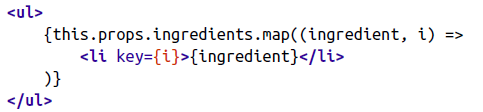 <ul>
    {this.props.ingredients.map((ingredient, i) =>
        <li key={i}>{ingredient}</li>
    )}
</ul>